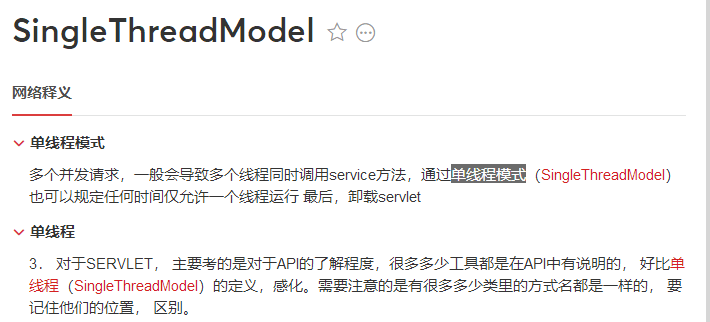 SingleThreadModel
网络释义
单线程模式
多个并发请求，一般会导致多个线程同时调用service方法，通过单线程模式（SingleThreadModel）
也可以规定任何时间仅允许一个线程运行 最后，卸载servlet
单线程
3． 对于SERVLET， 主要考的是对于API的了解程度，很多多少工具都是在API中有说明的， 好比单
线程（SingleThreadModel）的定义，感化。需要注意的是有很多多少类里的方式名都是一样的， 要
记住他们的位置， 区别。